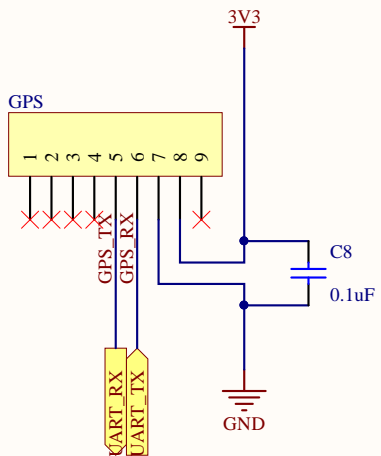 3V3
GPS
1 2 3 4 5 6 7 8 9
GPS_TX
GPS_RX
C8
0.1uF
UART_RX
UART_TX
GND